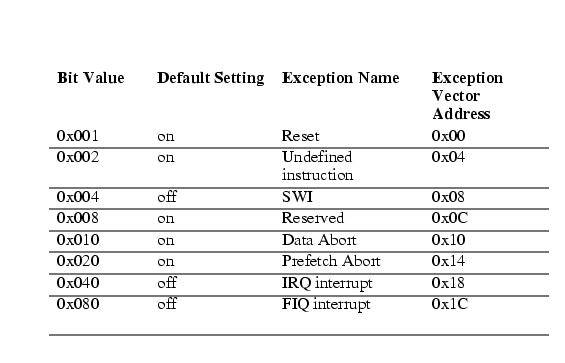 Bit Value Default Setting Exception Name Exception
Vector
Address
0x001 on Reset 0x00
0x002 on Undefined 0x04
instruction
0x004 off SWI 0x08
0x008 on Reserved 0x0C
0x010 on Data Abort 0x10
0x020 on Prefetch Abort 0x14
0x040 off IRQ interrupt 0x18
0x080 off FIQ interrupt 0x1C